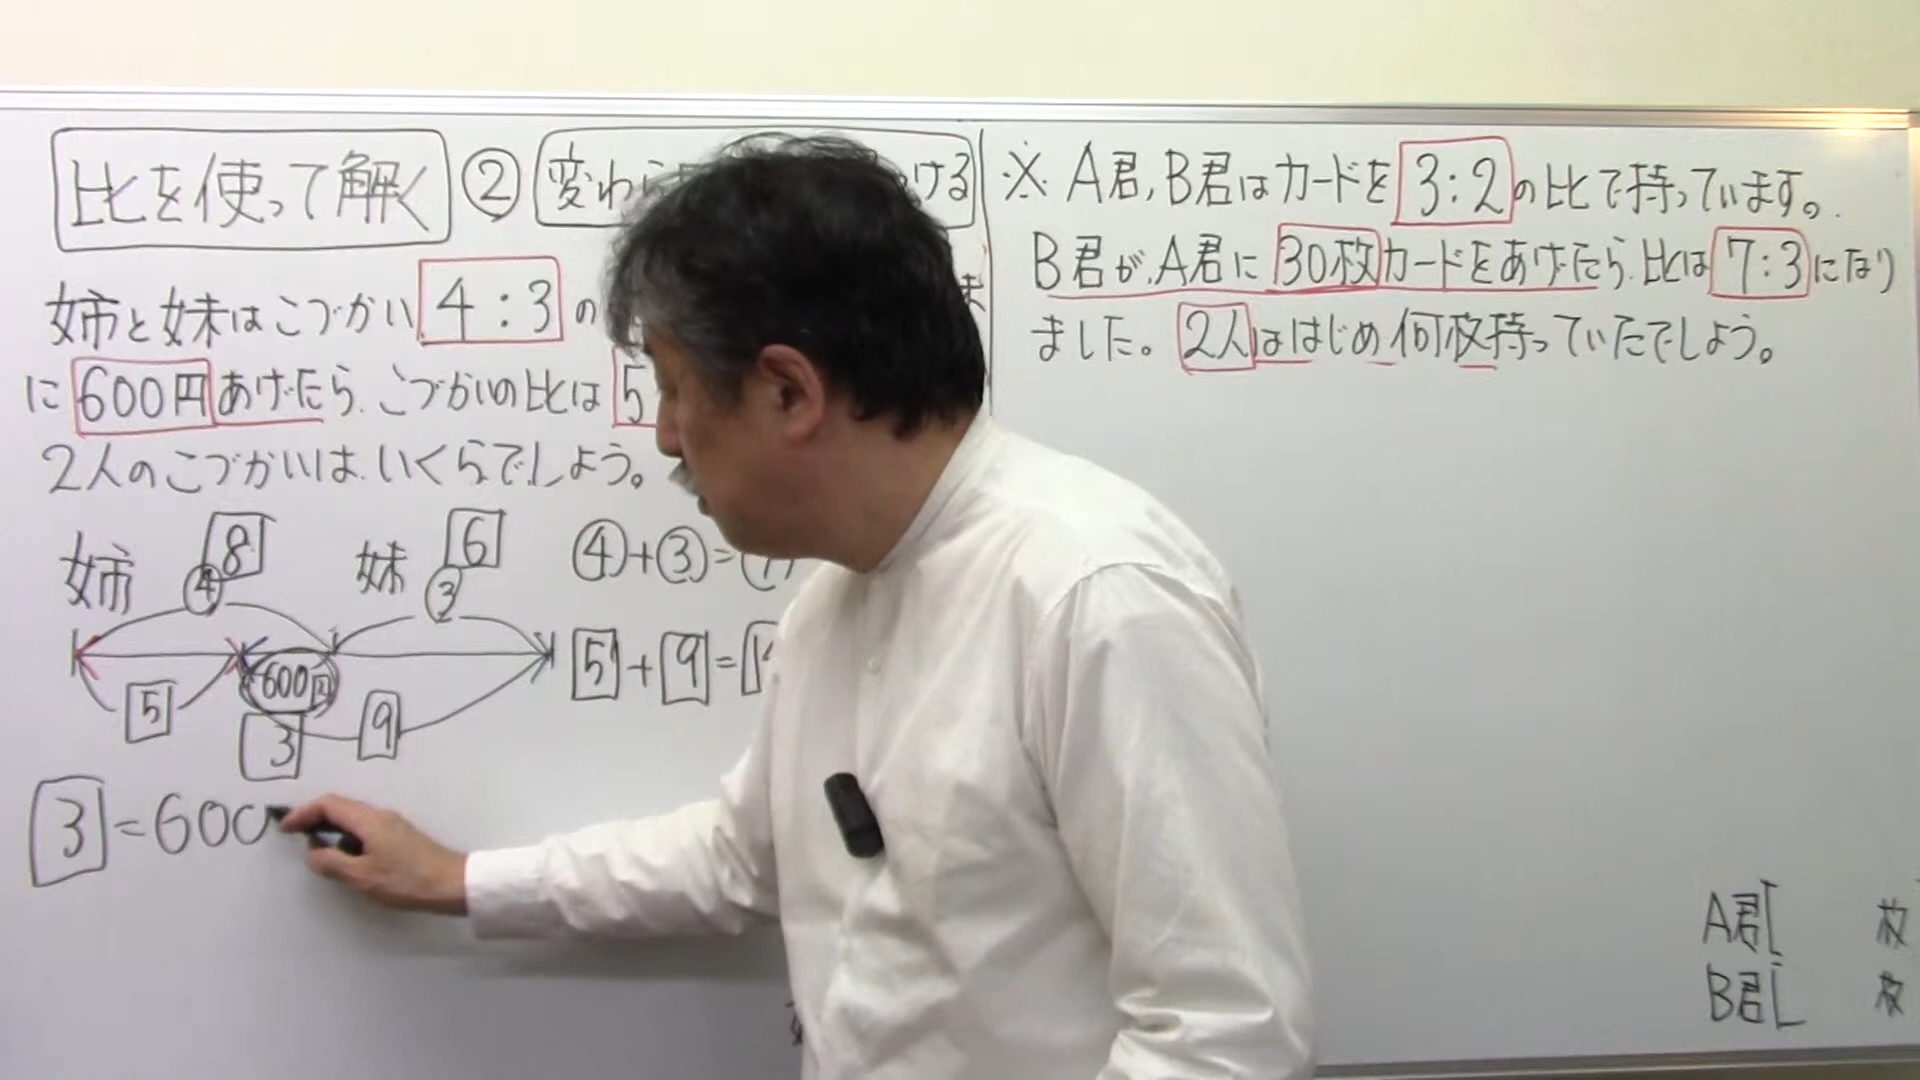 比を使って解く ② 変わら ける
姉と妹はこづかい 4:3 の
に 600円 あげたら、こづかいの比は 5
2人のこづかいは、いくらでしょう。
姉 8 妹 6
④ ③
④+③=⑦
600円
5 3 9
5+9=
3=600
※ A君, B君はカードを 3:2 の比で持っています。
B君が、A君に 30枚 カードをあげたら、比は 7:3 になり
ました。2人ははじめ何枚持っていたでしょう。
A君[ 枚
B君[ 枚